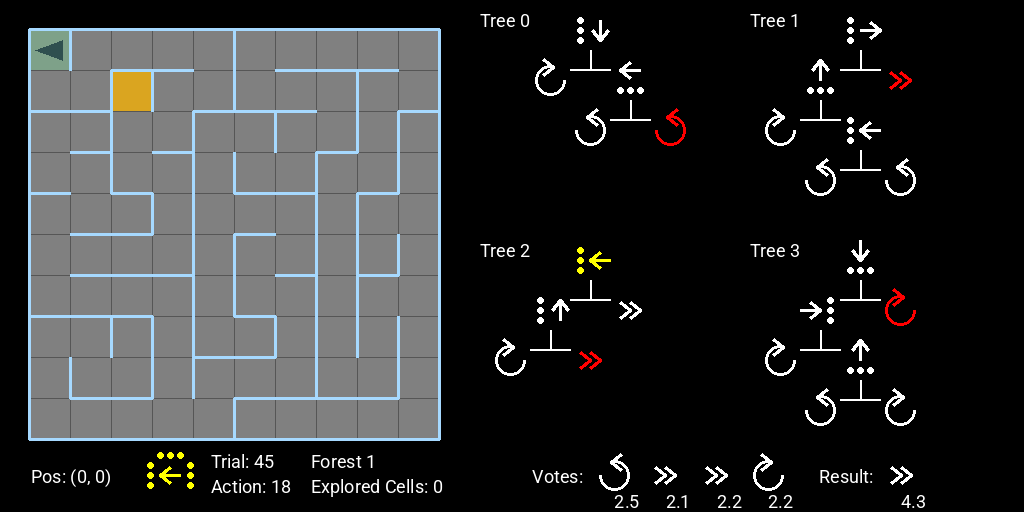 Tree 0
Tree 1
Tree 2
Tree 3
Pos: (0, 0)
Trial: 45
Forest 1
Action: 18
Explored Cells: 0
Votes:
2.5
2.1
2.2
2.2
Result:
4.3